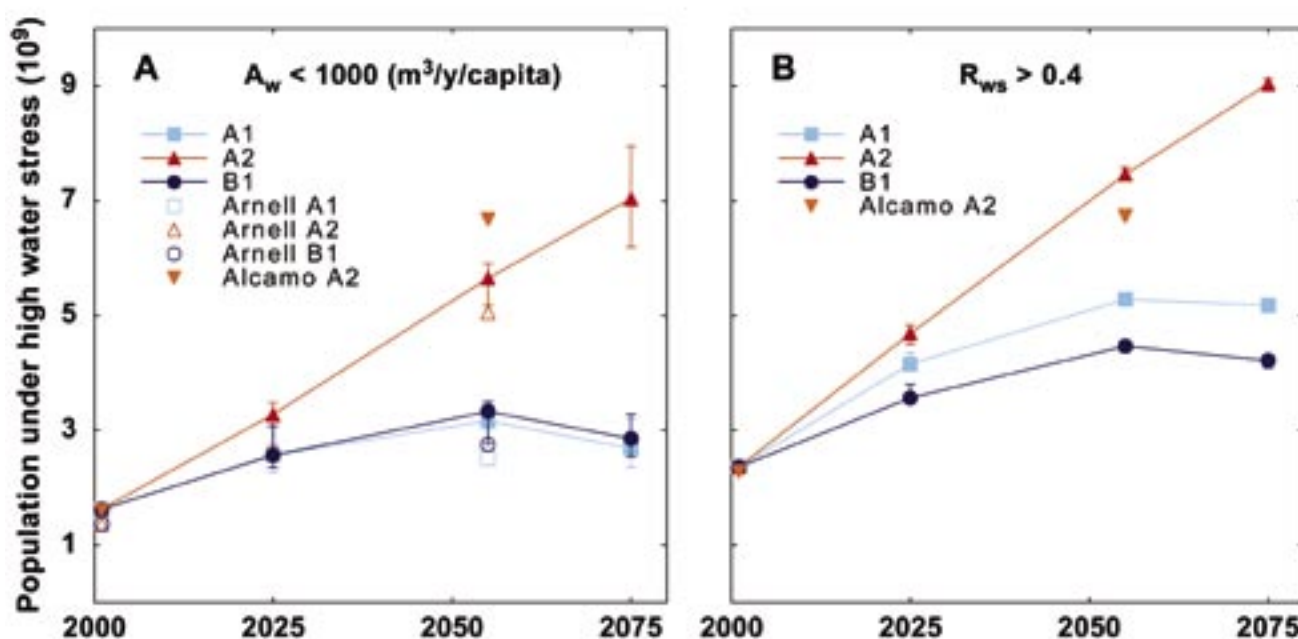 Population under high water stress (10⁹)
9
7
5
3
1
A
A_w < 1000 (m³/y/capita)
A1
A2
B1
Arnell A1
Arnell A2
Arnell B1
Alcamo A2
2000 2025 2050 2075
B
R_ws > 0.4
A1
A2
B1
Alcamo A2
2000 2025 2050 2075